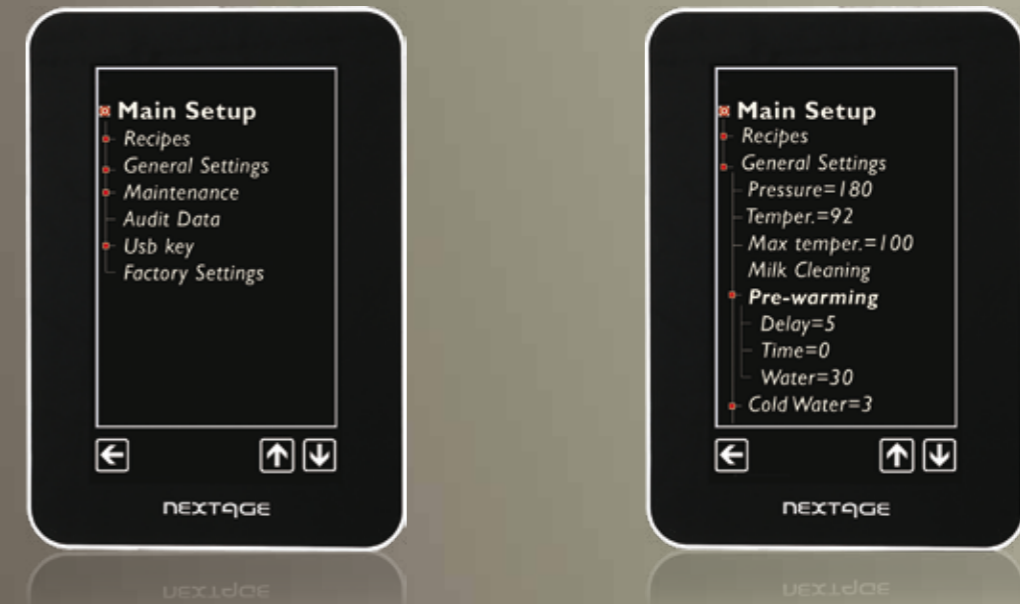 Main Setup
Recipes
General Settings
Maintenance
Audit Data
Usb key
Factory Settings
NEXTAGE
Main Setup
Recipes
General Settings
Pressure=180
Temper.=92
Max temper.=100
Milk Cleaning
Pre-warming
Delay=5
Time=0
Water=30
Cold Water=3
NEXTAGE